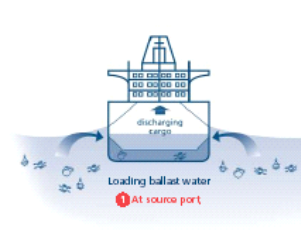 discharging
cargo
Loading ballast water
1 At source port,